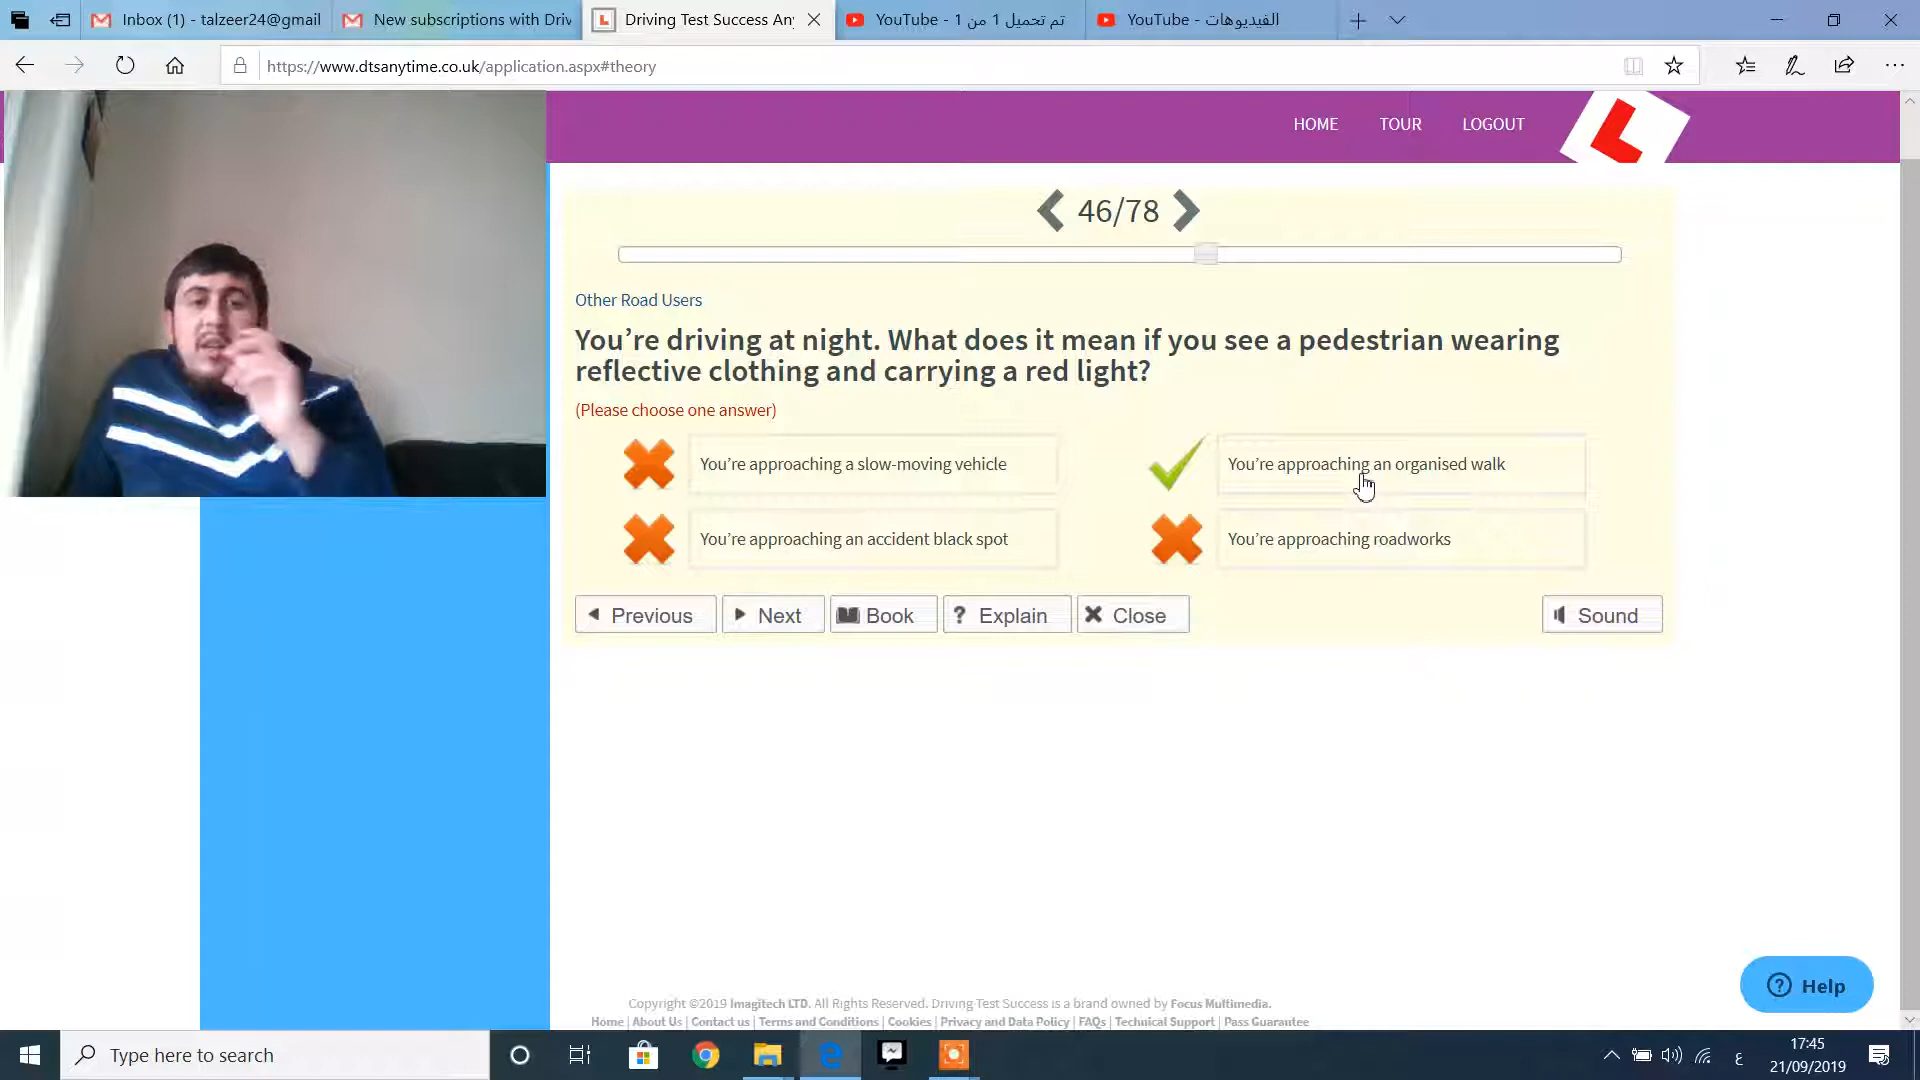 Inbox (1) - talzeer24@gmail
New subscriptions with Driv
Driving Test Success An
YouTube - تم تحميل 1 من 1
YouTube - الفيديوهات
https://www.dtsanytime.co.uk/application.aspx#theory
HOME
TOUR
LOGOUT
46/78
Other Road Users
You’re driving at night. What does it mean if you see a pedestrian wearing
reflective clothing and carrying a red light?
(Please choose one answer)
You’re approaching a slow-moving vehicle
You’re approaching an organised walk
You’re approaching an accident black spot
You’re approaching roadworks
Previous
Next
Book
? Explain
Close
Sound
? Help
Copyright ©2019 Imagitech LTD. All Rights Reserved. Driving Test Success is a brand owned by Focus Multimedia.
Home | About Us | Contact us | Terms and Conditions | Cookies | Privacy and Data Policy | FAQs | Technical Support | Pass Guarantee
Type here to search
ع
17:45
21/09/2019